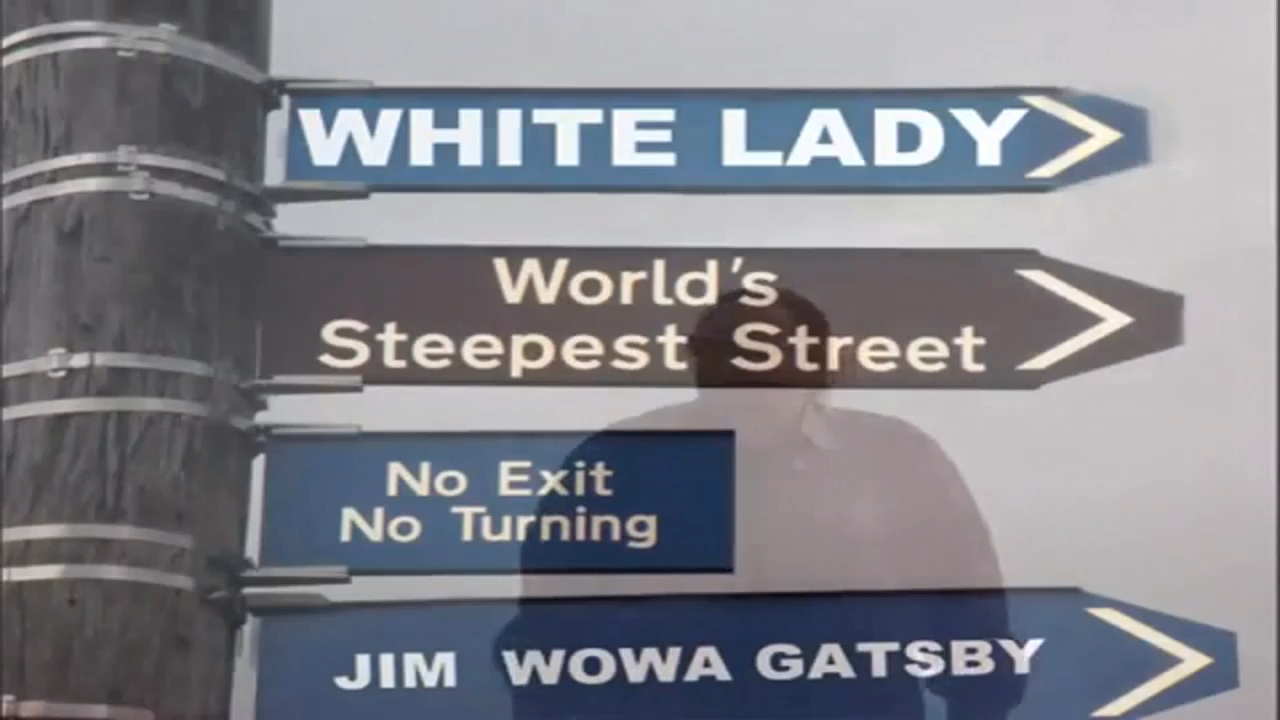 WHITE LADY
World's
Steepest Street
No Exit
No Turning
JIM WOWA GATSBY